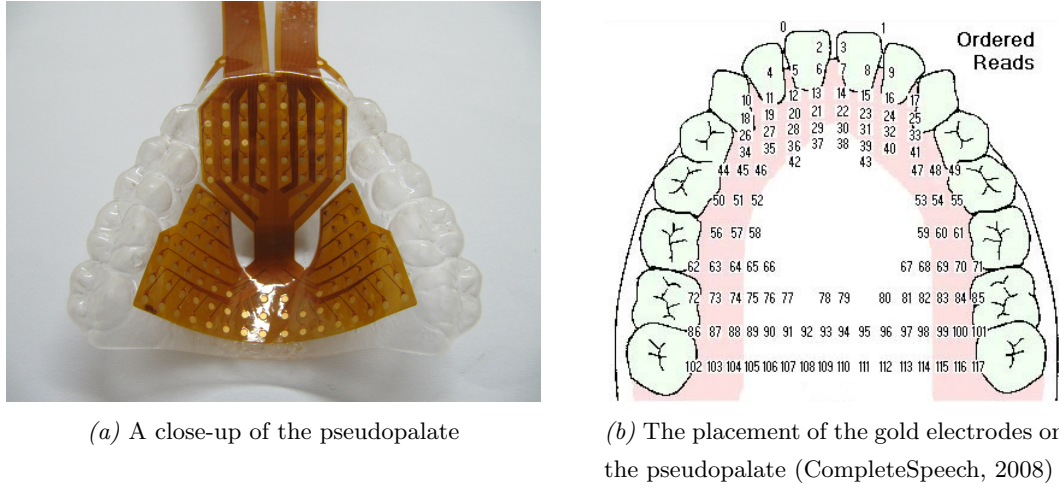 0 1
Ordered
Reads
2 3
4 5 6 7 8 9
10 11 12 13 14 15 16 17
18 19 20 21 22 23 24 25
26 27 28 29 30 31 32 33
34 35 36 37 38 39 40 41
42 43
44 45 46 47 48 49
50 51 52 53 54 55
56 57 58 59 60 61
62 63 64 65 66 67 68 69 70 71
72 73 74 75 76 77 78 79 80 81 82 83 84 85
86 87 88 89 90 91 92 93 94 95 96 97 98 99 100 101
102 103 104 105 106 107 108 109 110 111 112 113 114 115 116 117
(a) A close-up of the pseudopalate
(b) The placement of the gold electrodes on
the pseudopalate (CompleteSpeech, 2008)